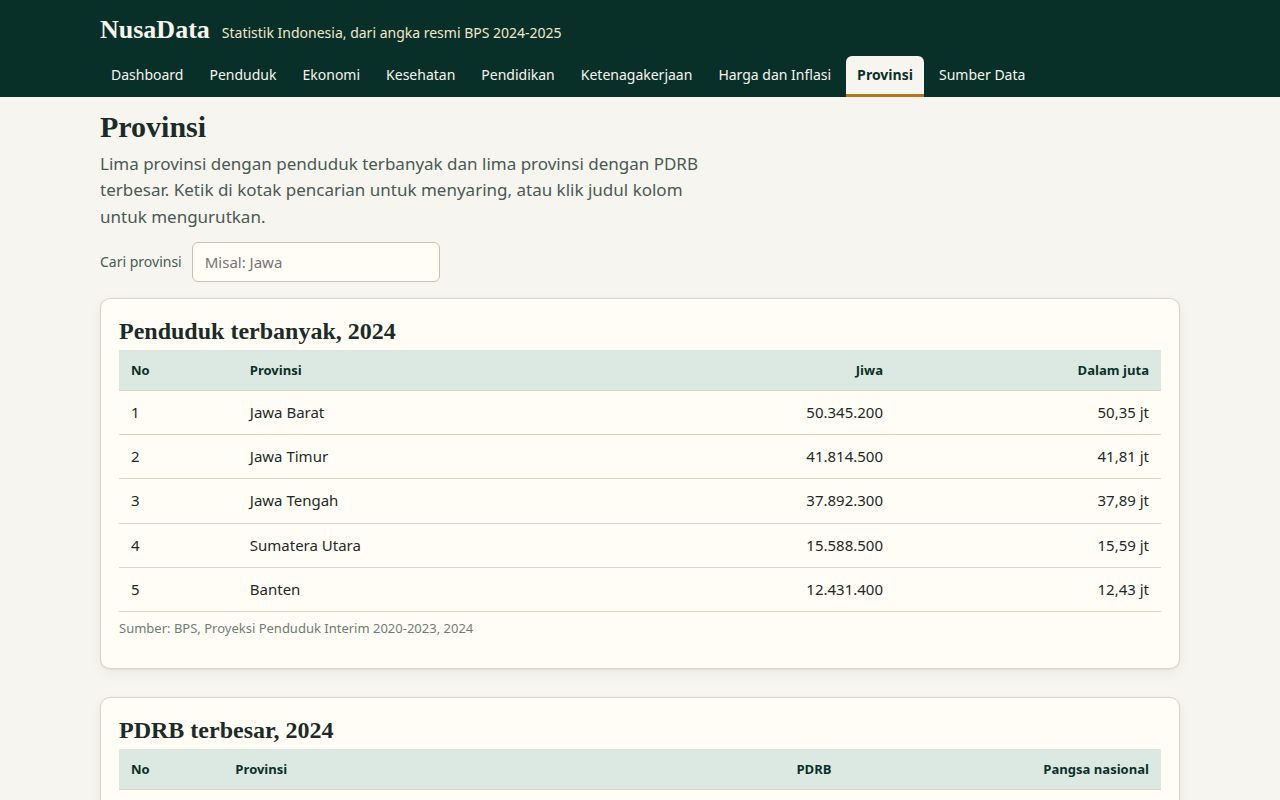 NusaData Statistik Indonesia, dari angka resmi BPS 2024-2025
Dashboard Penduduk Ekonomi Kesehatan Pendidikan Ketenagakerjaan Harga dan Inflasi Provinsi Sumber Data
Provinsi
Lima provinsi dengan penduduk terbanyak dan lima provinsi dengan PDRB
terbesar. Ketik di kotak pencarian untuk menyaring, atau klik judul kolom
untuk mengurutkan.
Cari provinsi Misal: Jawa
Penduduk terbanyak, 2024
No Provinsi Jiwa Dalam juta
1 Jawa Barat 50.345.200 50,35 jt
2 Jawa Timur 41.814.500 41,81 jt
3 Jawa Tengah 37.892.300 37,89 jt
4 Sumatera Utara 15.588.500 15,59 jt
5 Banten 12.431.400 12,43 jt
Sumber: BPS, Proyeksi Penduduk Interim 2020-2023, 2024
PDRB terbesar, 2024
No Provinsi PDRB Pangsa nasional